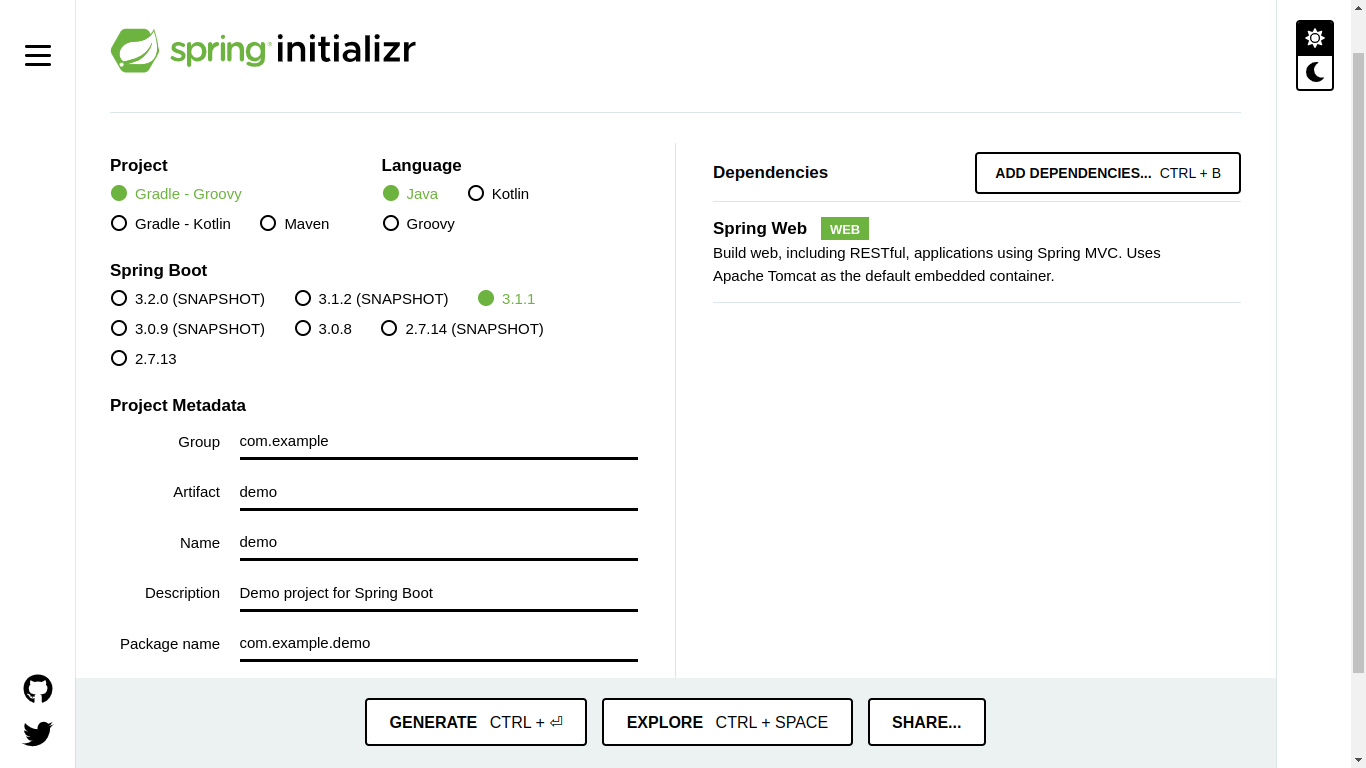 spring initializr
Project
Gradle - Groovy
Gradle - Kotlin Maven
Language
Java Kotlin
Groovy
Spring Boot
3.2.0 (SNAPSHOT) 3.1.2 (SNAPSHOT) 3.1.1
3.0.9 (SNAPSHOT) 3.0.8 2.7.14 (SNAPSHOT)
2.7.13
Project Metadata
Group com.example
Artifact demo
Name demo
Description Demo project for Spring Boot
Package name com.example.demo
Dependencies
ADD DEPENDENCIES... CTRL + B
Spring Web WEB
Build web, including RESTful, applications using Spring MVC. Uses
Apache Tomcat as the default embedded container.
GENERATE CTRL + ⏎
EXPLORE CTRL + SPACE
SHARE...